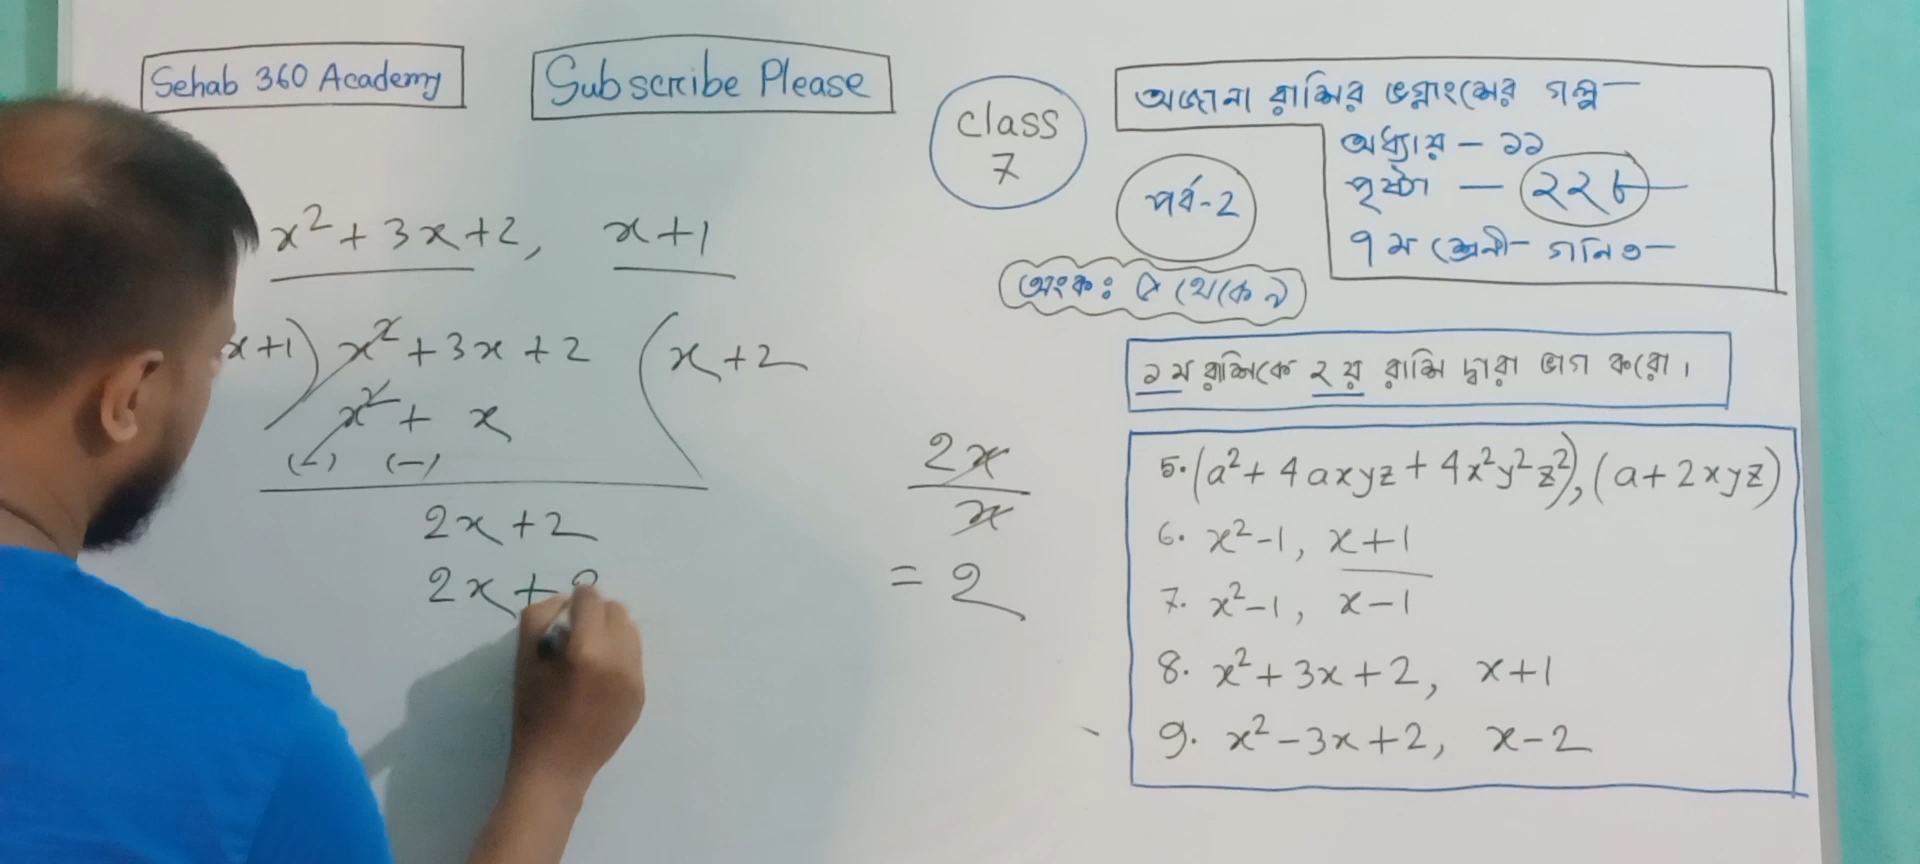 Sehab 360 Academy
Subscribe Please
class
7
অজানা রাশির ভগ্নাংশের গল্প
অধ্যায় - ১১
পৃষ্ঠা - ২২৮
৭ম শ্রেনী - গনিত
পর্ব-2
অংক: ৫ থেকে ৯
x²+3x+2, x+1
x+1) x²+3x+2 (x+2
x²+ x
(-) (-)
2x+2
2x+2
2x
x
= 2
১ম রাশিকে ২য় রাশি দ্বারা ভাগ করো।
5. (a²+4axyz+4x²y²z²), (a+2xyz)
6. x²-1, x+1
7. x²-1, x-1
8. x²+3x+2, x+1
9. x²-3x+2, x-2